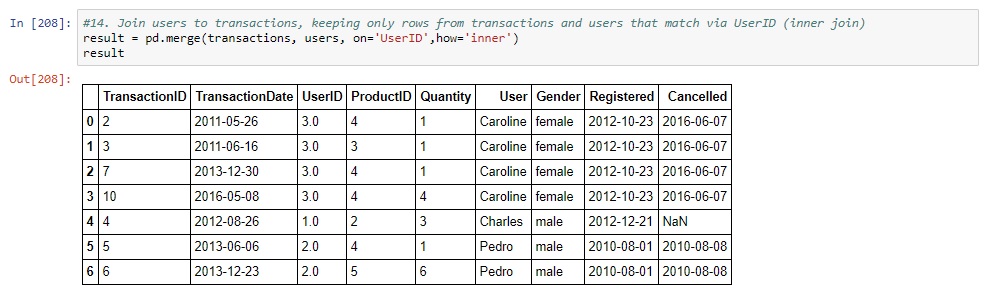 In [208]: #14. Join users to transactions, keeping only rows from transactions and users that match via UserID (inner join)
result = pd.merge(transactions, users, on='UserID',how='inner')
result
Out[208]:
TransactionID TransactionDate UserID ProductID Quantity User Gender Registered Cancelled
0 2 2011-05-26 3.0 4 1 Caroline female 2012-10-23 2016-06-07
1 3 2011-06-16 3.0 3 1 Caroline female 2012-10-23 2016-06-07
2 7 2013-12-30 3.0 4 1 Caroline female 2012-10-23 2016-06-07
3 10 2016-05-08 3.0 4 4 Caroline female 2012-10-23 2016-06-07
4 4 2012-08-26 1.0 2 3 Charles male 2012-12-21 NaN
5 5 2013-06-06 2.0 4 1 Pedro male 2010-08-01 2010-08-08
6 6 2013-12-23 2.0 5 6 Pedro male 2010-08-01 2010-08-08